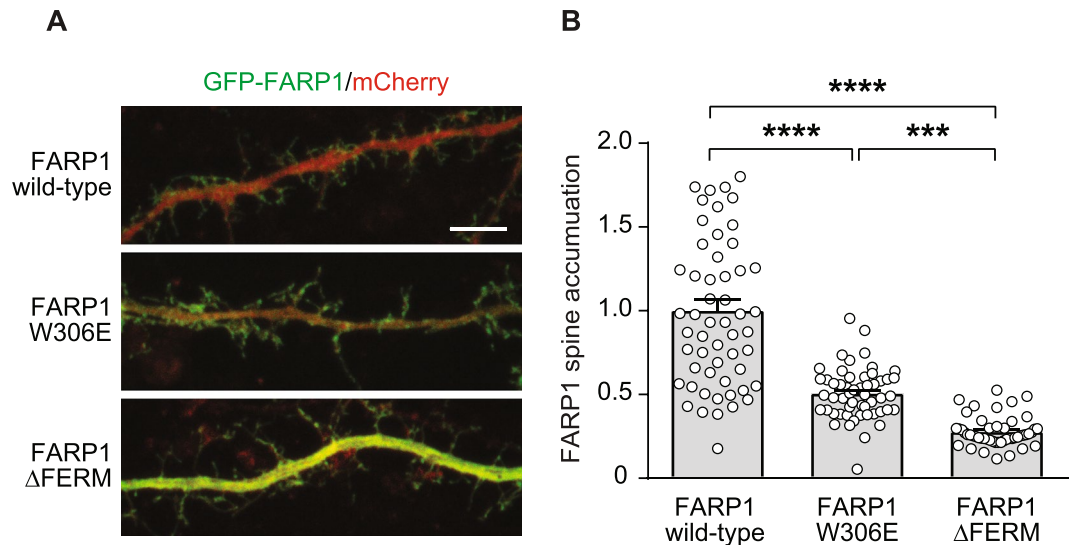 A
GFP-FARP1/mCherry
FARP1
wild-type
FARP1
W306E
FARP1
ΔFERM
B
****
****
***
FARP1 spine accumuation
2.0
1.5
1.0
0.5
0
FARP1
wild-type
FARP1
W306E
FARP1
ΔFERM